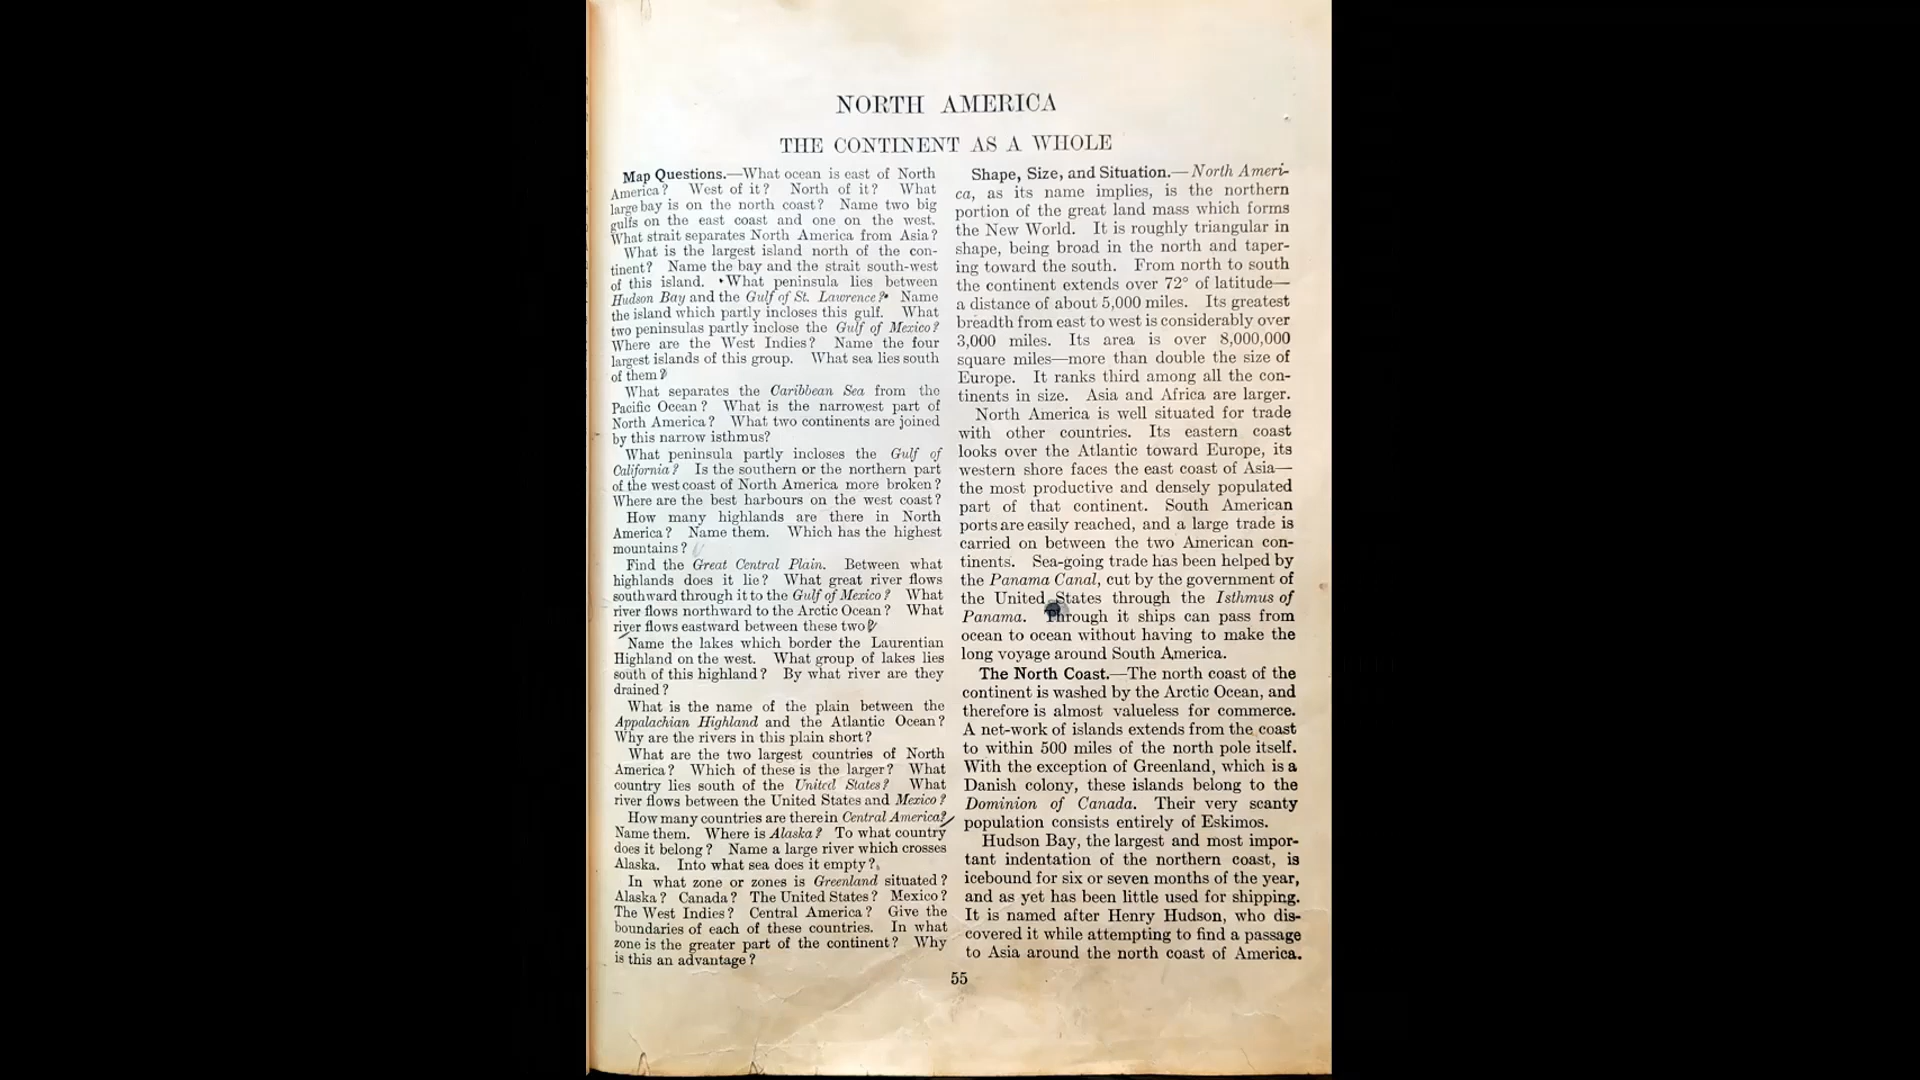 NORTH AMERICA
THE CONTINENT AS A WHOLE
Map Questions.—What ocean is east of North
America? West of it? North of it? What
large bay is on the north coast? Name two big
gulfs on the east coast and one on the west.
What strait separates North America from Asia?
What is the largest island north of the con-
tinent? Name the bay and the strait south-west
of this island. What peninsula lies between
Hudson Bay and the Gulf of St. Lawrence? Name
the island which partly incloses this gulf. What
two peninsulas partly inclose the Gulf of Mexico?
Where are the West Indies? Name the four
largest islands of this group. What sea lies south
of them?
What separates the Caribbean Sea from the
Pacific Ocean? What is the narrowest part of
North America? What two continents are joined
by this narrow isthmus?
What peninsula partly incloses the Gulf of
California? Is the southern or the northern part
of the west coast of North America more broken?
Where are the best harbours on the west coast?
How many highlands are there in North
America? Name them. Which has the highest
mountains?
Find the Great Central Plain. Between what
highlands does it lie? What great river flows
southward through it to the Gulf of Mexico? What
river flows northward to the Arctic Ocean? What
river flows eastward between these two?
Name the lakes which border the Laurentian
Highland on the west. What group of lakes lies
south of this highland? By what river are they
drained?
What is the name of the plain between the
Appalachian Highland and the Atlantic Ocean?
Why are the rivers in this plain short?
What are the two largest countries of North
America? Which of these is the larger? What
country lies south of the United States? What
river flows between the United States and Mexico?
How many countries are there in Central America?
Name them. Where is Alaska? To what country
does it belong? Name a large river which crosses
Alaska. Into what sea does it empty?
In what zone or zones is Greenland situated?
Alaska? Canada? The United States? Mexico?
The West Indies? Central America? Give the
boundaries of each of these countries. In what
zone is the greater part of the continent? Why
is this an advantage?
Shape, Size, and Situation.—North Ameri-
ca, as its name implies, is the northern
portion of the great land mass which forms
the New World. It is roughly triangular in
shape, being broad in the north and taper-
ing toward the south. From north to south
the continent extends over 72° of latitude—
a distance of about 5,000 miles. Its greatest
breadth from east to west is considerably over
3,000 miles. Its area is over 8,000,000
square miles—more than double the size of
Europe. It ranks third among all the con-
tinents in size. Asia and Africa are larger.
North America is well situated for trade
with other countries. Its eastern coast
looks over the Atlantic toward Europe, its
western shore faces the east coast of Asia—
the most productive and densely populated
part of that continent. South American
ports are easily reached, and a large trade is
carried on between the two American con-
tinents. Sea-going trade has been helped by
the Panama Canal, cut by the government of
the United States through the Isthmus of
Panama. Through it ships can pass from
ocean to ocean without having to make the
long voyage around South America.
The North Coast.—The north coast of the
continent is washed by the Arctic Ocean, and
therefore is almost valueless for commerce.
A net-work of islands extends from the coast
to within 500 miles of the north pole itself.
With the exception of Greenland, which is a
Danish colony, these islands belong to the
Dominion of Canada. Their very scanty
population consists entirely of Eskimos.
Hudson Bay, the largest and most impor-
tant indentation of the northern coast, is
icebound for six or seven months of the year,
and as yet has been little used for shipping.
It is named after Henry Hudson, who dis-
covered it while attempting to find a passage
to Asia around the north coast of America.
55